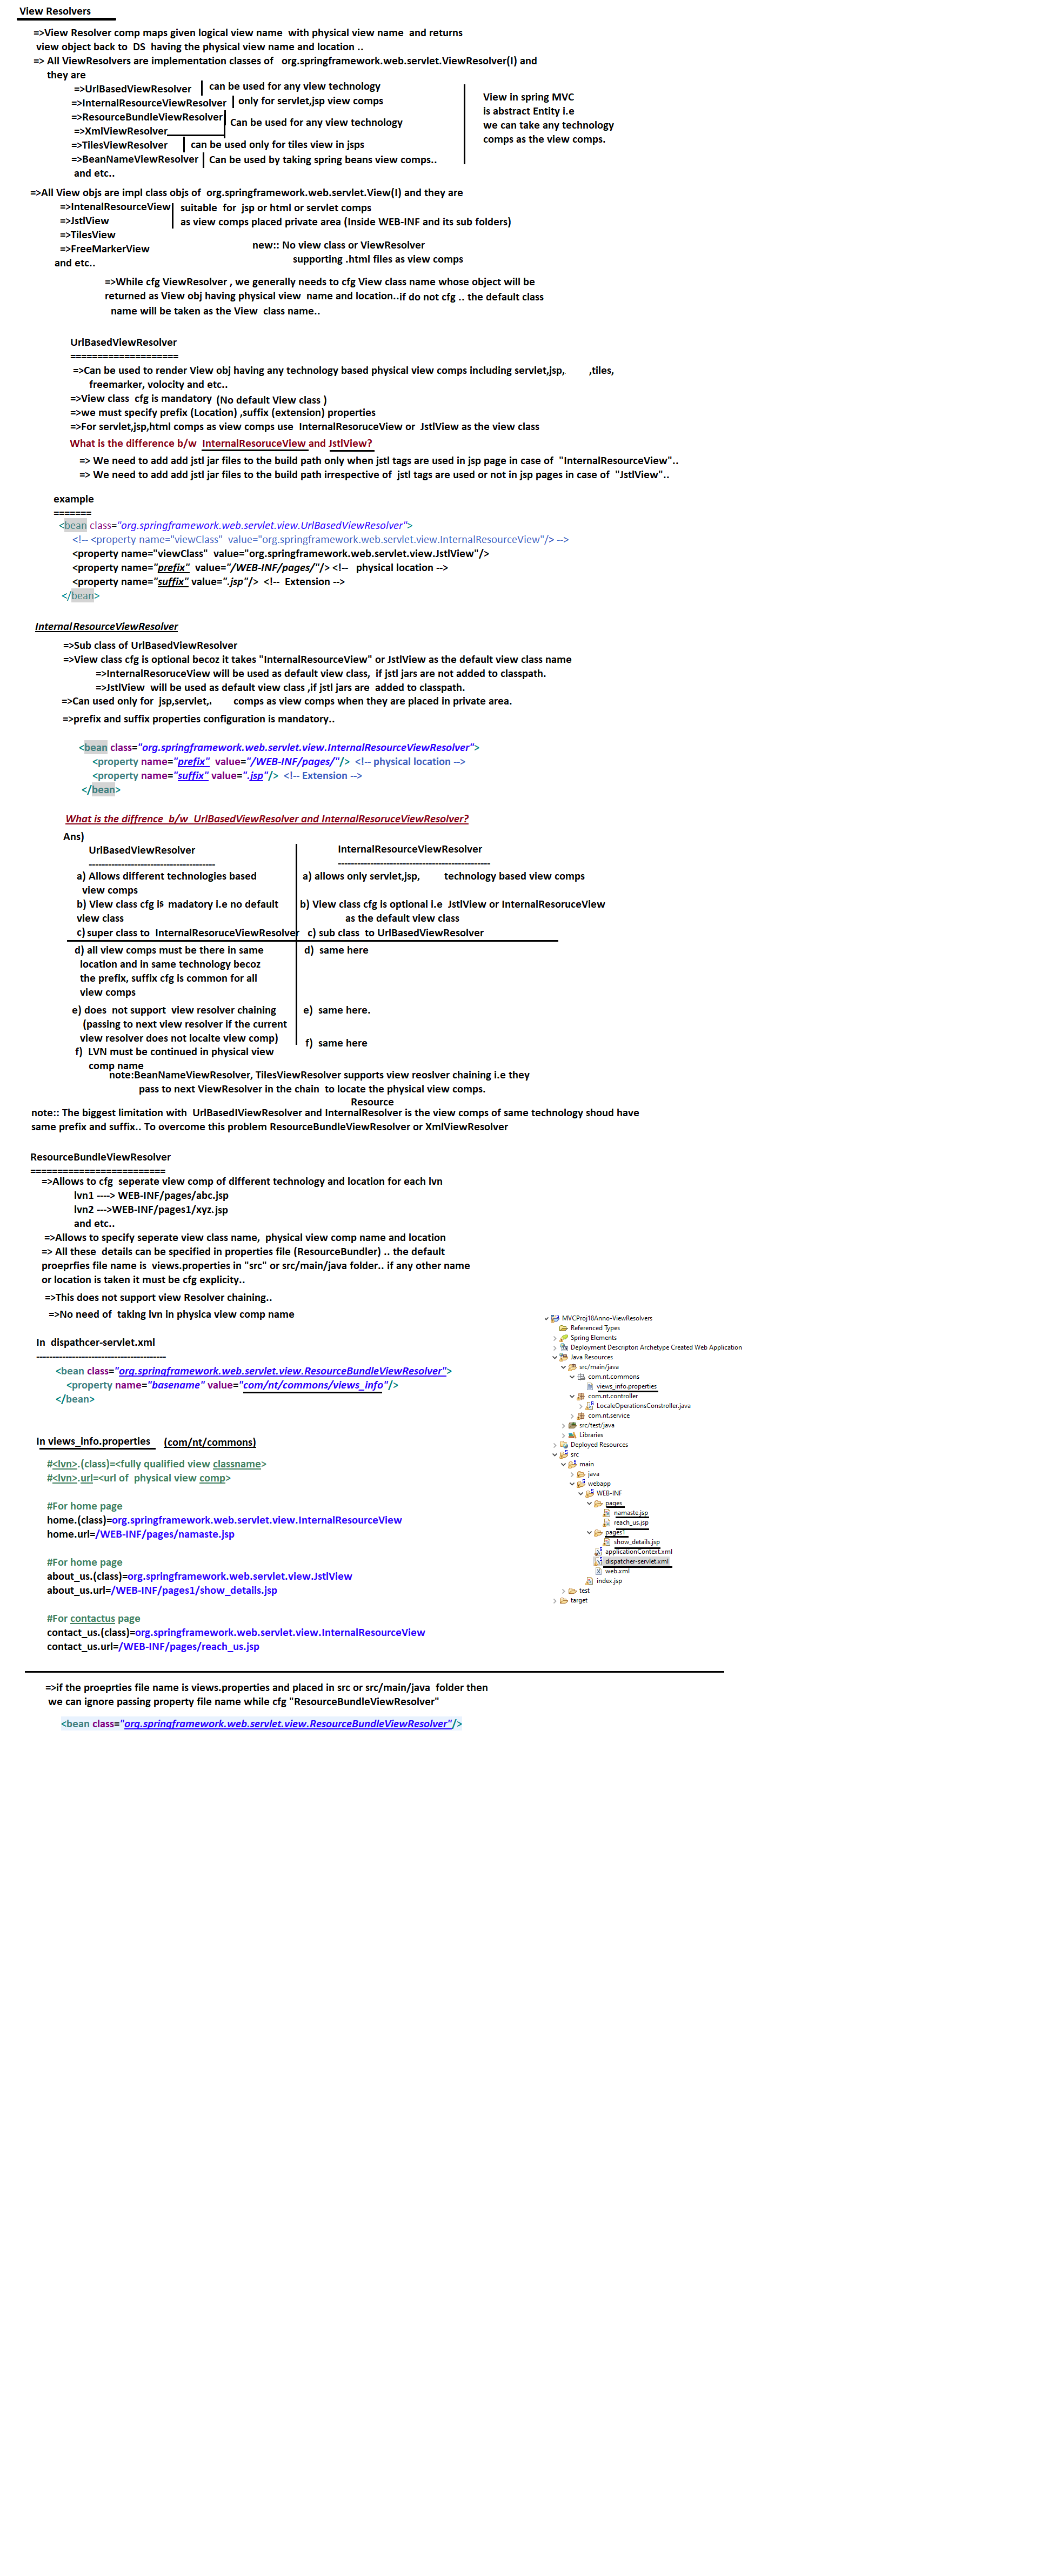 View Resolvers
=>View Resolver comp maps given logical view name with physical view name and returns
view object back to DS having the physical view name and location ..
=> All ViewResolvers are implementation classes of org.springframework.web.servlet.ViewResolver(I) and
they are
=>UrlBasedViewResolver can be used for any view technology
=>InternalResourceViewResolver only for servlet,jsp view comps
=>ResourceBundleViewResolver
Can be used for any view technology
=>XmlViewResolver
=>TilesViewResolver can be used only for tiles view in jsps
=>BeanNameViewResolver Can be used by taking spring beans view comps..
and etc..
View in spring MVC
is abstract Entity i.e
we can take any technology
comps as the view comps.
=>All View objs are impl class objs of org.springframework.web.servlet.View(I) and they are
=>IntenalResourceView suitable for jsp or html or servlet comps
=>JstlView as view comps placed private area (Inside WEB-INF and its sub folders)
=>TilesView
=>FreeMarkerView
and etc..
new:: No view class or ViewResolver
supporting .html files as view comps
=>While cfg ViewResolver , we generally needs to cfg View class name whose object will be
returned as View obj having physical view name and location..if do not cfg .. the default class
name will be taken as the View class name..
UrlBasedViewResolver
====================
=>Can be used to render View obj having any technology based physical view comps including servlet,jsp, ,tiles,
freemarker, volocity and etc..
=>View class cfg is mandatory (No default View class )
=>we must specify prefix (Location) ,suffix (extension) properties
=>For servlet,jsp,html comps as view comps use InternalResoruceView or JstlView as the view class
What is the difference b/w InternalResoruceView and JstlView?
=> We need to add add jstl jar files to the build path only when jstl tags are used in jsp page in case of "InternalResourceView"..
=> We need to add add jstl jar files to the build path irrespective of jstl tags are used or not in jsp pages in case of "JstlView"..
example
=======
<bean class="org.springframework.web.servlet.view.UrlBasedViewResolver">
<!-- <property name="viewClass" value="org.springframework.web.servlet.view.InternalResourceView"/> -->
<property name="viewClass" value="org.springframework.web.servlet.view.JstlView"/>
<property name="prefix" value="/WEB-INF/pages/"/> <!-- physical location -->
<property name="suffix" value=".jsp"/> <!-- Extension -->
</bean>
InternalResourceViewResolver
=>Sub class of UrlBasedViewResolver
=>View class cfg is optional becoz it takes "InternalResourceView" or JstlView as the default view class name
=>InternalResoruceView will be used as default view class, if jstl jars are not added to classpath.
=>JstlView will be used as default view class ,if jstl jars are added to classpath.
=>Can used only for jsp,servlet,. comps as view comps when they are placed in private area.
=>prefix and suffix properties configuration is mandatory..
<bean class="org.springframework.web.servlet.view.InternalResourceViewResolver">
<property name="prefix" value="/WEB-INF/pages/"/> <!-- physical location -->
<property name="suffix" value=".jsp"/> <!-- Extension -->
</bean>
What is the diffrence b/w UrlBasedViewResolver and InternalResoruceViewResolver?
Ans)
UrlBasedViewResolver
---------------------------------------
a) Allows different technologies based
view comps
b) View class cfg is madatory i.e no default
view class
c) super class to InternalResoruceViewResolver
d) all view comps must be there in same
location and in same technology becoz
the prefix, suffix cfg is common for all
view comps
e) does not support view resolver chaining
(passing to next view resolver if the current
view resolver does not localte view comp)
f) LVN must be continued in physical view
comp name
InternalResourceViewResolver
-----------------------------------------------
a) allows only servlet,jsp, technology based view comps
b) View class cfg is optional i.e JstlView or InternalResoruceView
as the default view class
c) sub class to UrlBasedViewResolver
d) same here
e) same here.
f) same here
note:BeanNameViewResolver, TilesViewResolver supports view reoslver chaining i.e they
pass to next ViewResolver in the chain to locate the physical view comps.
Resource
note:: The biggest limitation with UrlBasedIViewResolver and InternalResolver is the view comps of same technology shoud have
same prefix and suffix.. To overcome this problem ResourceBundleViewResolver or XmlViewResolver
ResourceBundleViewResolver
=========================
=>Allows to cfg seperate view comp of different technology and location for each lvn
lvn1 ----> WEB-INF/pages/abc.jsp
lvn2 --->WEB-INF/pages1/xyz.jsp
and etc..
=>Allows to specify seperate view class name, physical view comp name and location
=> All these details can be specified in properties file (ResourceBundler) .. the default
proeprfies file name is views.properties in "src" or src/main/java folder.. if any other name
or location is taken it must be cfg explicity..
=>This does not support view Resolver chaining..
=>No need of taking lvn in physica view comp name
In dispathcer-servlet.xml
----------------------------------------
<bean class="org.springframework.web.servlet.view.ResourceBundleViewResolver">
<property name="basename" value="com/nt/commons/views_info"/>
</bean>
In views_info.properties (com/nt/commons)
#<lvn>.(class)=<fully qualified view classname>
#<lvn>.url=<url of physical view comp>
#For home page
home.(class)=org.springframework.web.servlet.view.InternalResourceView
home.url=/WEB-INF/pages/namaste.jsp
#For home page
about_us.(class)=org.springframework.web.servlet.view.JstlView
about_us.url=/WEB-INF/pages1/show_details.jsp
#For contactus page
contact_us.(class)=org.springframework.web.servlet.view.InternalResourceView
contact_us.url=/WEB-INF/pages/reach_us.jsp
MVCProj18Anno-ViewResolvers
Referenced Types
Spring Elements
Deployment Descriptor: Archetype Created Web Application
Java Resources
src/main/java
com.nt.commons
views_info.properties
com.nt.controller
LocaleOperationsConstroller.java
com.nt.service
src/test/java
Libraries
Deployed Resources
src
main
java
webapp
WEB-INF
pages
namaste.jsp
reach_us.jsp
pages1
show_details.jsp
applicationContext.xml
dispatcher-servlet.xml
web.xml
index.jsp
test
target
=>if the proeprties file name is views.properties and placed in src or src/main/java folder then
we can ignore passing property file name while cfg "ResourceBundleViewResolver"
<bean class="org.springframework.web.servlet.view.ResourceBundleViewResolver"/>